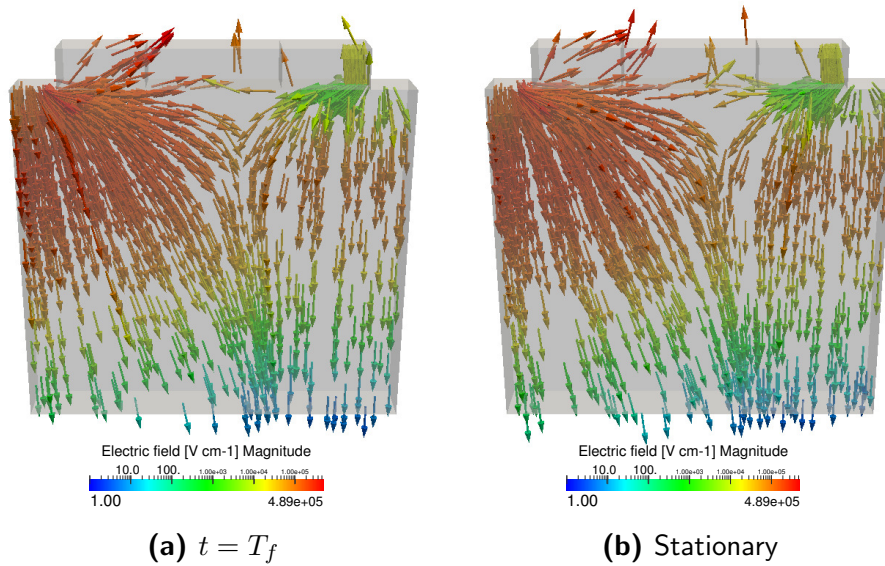 Electric field [V cm-1] Magnitude
10.0 100. 1.00e+03 1.00e+04 1.00e+05
1.00 4.89e+05
(a) t = T_f
Electric field [V cm-1] Magnitude
10.0 100. 1.00e+03 1.00e+04 1.00e+05
1.00 4.89e+05
(b) Stationary